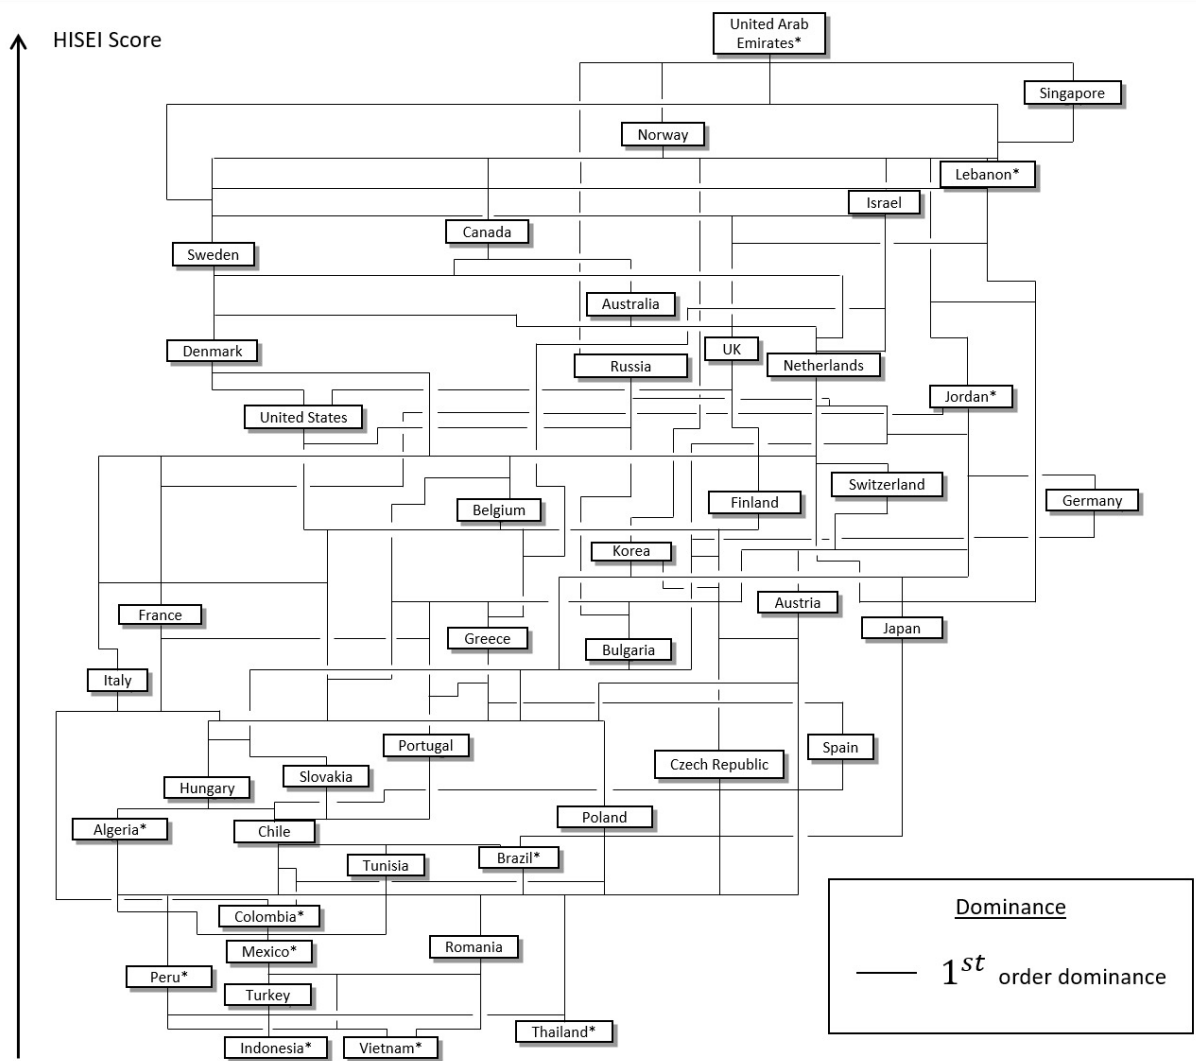 HISEI Score
United Arab
Emirates*
Singapore
Norway
Lebanon*
Israel
Canada
Sweden
Australia
UK
Denmark
Russia
Netherlands
Jordan*
United States
Switzerland
Germany
Finland
Belgium
Korea
Austria
France
Japan
Greece
Bulgaria
Italy
Portugal
Spain
Czech Republic
Slovakia
Hungary
Poland
Algeria*
Chile
Brazil*
Tunisia
Colombia*
Romania
Mexico*
Peru*
Turkey
Thailand*
Indonesia*
Vietnam*
Dominance
1st order dominance